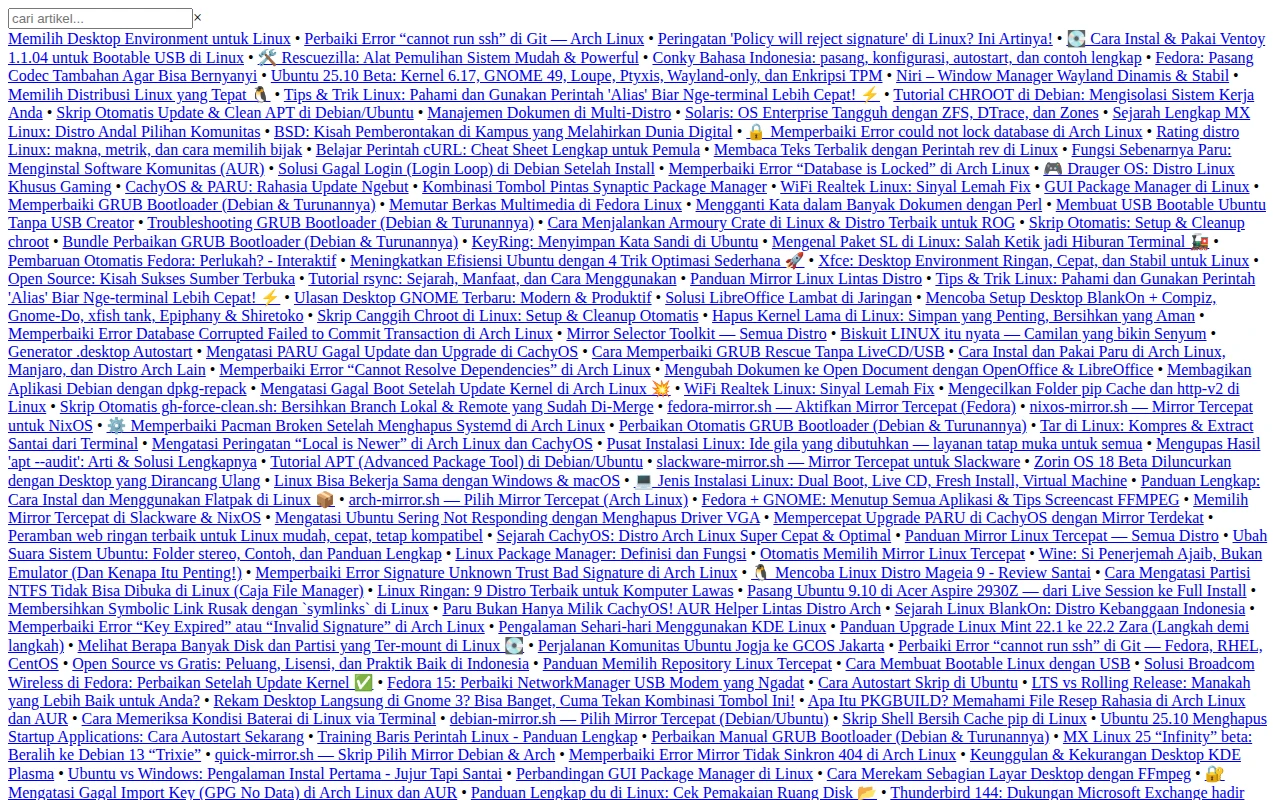 cari artikel... ×
Memilih Desktop Environment untuk Linux • Perbaiki Error “cannot run ssh” di Git — Arch Linux • Peringatan 'Policy will reject signature' di Linux? Ini Artinya! • 💽 Cara Instal & Pakai Ventoy
1.1.04 untuk Bootable USB di Linux • 🛠️ Rescuezilla: Alat Pemulihan Sistem Mudah & Powerful • Conky Bahasa Indonesia: pasang, konfigurasi, autostart, dan contoh lengkap • Fedora: Pasang
Codec Tambahan Agar Bisa Bernyanyi • Ubuntu 25.10 Beta: Kernel 6.17, GNOME 49, Loupe, Ptyxis, Wayland-only, dan Enkripsi TPM • Niri – Window Manager Wayland Dinamis & Stabil •
Memilih Distribusi Linux yang Tepat 🐧 • Tips & Trik Linux: Pahami dan Gunakan Perintah 'Alias' Biar Nge-terminal Lebih Cepat! ⚡ • Tutorial CHROOT di Debian: Mengisolasi Sistem Kerja
Anda • Skrip Otomatis Update & Clean APT di Debian/Ubuntu • Manajemen Dokumen di Multi-Distro • Solaris: OS Enterprise Tangguh dengan ZFS, DTrace, dan Zones • Sejarah Lengkap MX
Linux: Distro Andal Pilihan Komunitas • BSD: Kisah Pemberontakan di Kampus yang Melahirkan Dunia Digital • 🔒 Memperbaiki Error could not lock database di Arch Linux • Rating distro
Linux: makna, metrik, dan cara memilih bijak • Belajar Perintah cURL: Cheat Sheet Lengkap untuk Pemula • Membaca Teks Terbalik dengan Perintah rev di Linux • Fungsi Sebenarnya Paru:
Menginstal Software Komunitas (AUR) • Solusi Gagal Login (Login Loop) di Debian Setelah Install • Memperbaiki Error “Database is Locked” di Arch Linux • 🎮 Drauger OS: Distro Linux
Khusus Gaming • CachyOS & PARU: Rahasia Update Ngebut • Kombinasi Tombol Pintas Synaptic Package Manager • WiFi Realtek Linux: Sinyal Lemah Fix • GUI Package Manager di Linux •
Memperbaiki GRUB Bootloader (Debian & Turunannya) • Memutar Berkas Multimedia di Fedora Linux • Mengganti Kata dalam Banyak Dokumen dengan Perl • Membuat USB Bootable Ubuntu
Tanpa USB Creator • Troubleshooting GRUB Bootloader (Debian & Turunannya) • Cara Menjalankan Armoury Crate di Linux & Distro Terbaik untuk ROG • Skrip Otomatis: Setup & Cleanup
chroot • Bundle Perbaikan GRUB Bootloader (Debian & Turunannya) • KeyRing: Menyimpan Kata Sandi di Ubuntu • Mengenal Paket SL di Linux: Salah Ketik jadi Hiburan Terminal 🚂 •
Pembaruan Otomatis Fedora: Perlukah? - Interaktif • Meningkatkan Efisiensi Ubuntu dengan 4 Trik Optimasi Sederhana 🚀 • Xfce: Desktop Environment Ringan, Cepat, dan Stabil untuk Linux •
Open Source: Kisah Sukses Sumber Terbuka • Tutorial rsync: Sejarah, Manfaat, dan Cara Menggunakan • Panduan Mirror Linux Lintas Distro • Tips & Trik Linux: Pahami dan Gunakan Perintah
'Alias' Biar Nge-terminal Lebih Cepat! ⚡ • Ulasan Desktop GNOME Terbaru: Modern & Produktif • Solusi LibreOffice Lambat di Jaringan • Mencoba Setup Desktop BlankOn + Compiz,
Gnome-Do, xfish tank, Epiphany & Shiretoko • Skrip Canggih Chroot di Linux: Setup & Cleanup Otomatis • Hapus Kernel Lama di Linux: Simpan yang Penting, Bersihkan yang Aman •
Memperbaiki Error Database Corrupted Failed to Commit Transaction di Arch Linux • Mirror Selector Toolkit — Semua Distro • Biskuit LINUX itu nyata — Camilan yang bikin Senyum •
Generator .desktop Autostart • Mengatasi PARU Gagal Update dan Upgrade di CachyOS • Cara Memperbaiki GRUB Rescue Tanpa LiveCD/USB • Cara Instal dan Pakai Paru di Arch Linux,
Manjaro, dan Distro Arch Lain • Memperbaiki Error “Cannot Resolve Dependencies” di Arch Linux • Mengubah Dokumen ke Open Document dengan OpenOffice & LibreOffice • Membagikan
Aplikasi Debian dengan dpkg-repack • Mengatasi Gagal Boot Setelah Update Kernel di Arch Linux 💥 • WiFi Realtek Linux: Sinyal Lemah Fix • Mengecilkan Folder pip Cache dan http-v2 di
Linux • Skrip Otomatis gh-force-clean.sh: Bersihkan Branch Lokal & Remote yang Sudah Di-Merge • fedora-mirror.sh — Aktifkan Mirror Tercepat (Fedora) • nixos-mirror.sh — Mirror Tercepat
untuk NixOS • ⚙️ Memperbaiki Pacman Broken Setelah Menghapus Systemd di Arch Linux • Perbaikan Otomatis GRUB Bootloader (Debian & Turunannya) • Tar di Linux: Kompres & Extract
Santai dari Terminal • Mengatasi Peringatan “Local is Newer” di Arch Linux dan CachyOS • Pusat Instalasi Linux: Ide gila yang dibutuhkan — layanan tatap muka untuk semua • Mengupas Hasil
'apt --audit': Arti & Solusi Lengkapnya • Tutorial APT (Advanced Package Tool) di Debian/Ubuntu • slackware-mirror.sh — Mirror Tercepat untuk Slackware • Zorin OS 18 Beta Diluncurkan
dengan Desktop yang Dirancang Ulang • Linux Bisa Bekerja Sama dengan Windows & macOS • 💻 Jenis Instalasi Linux: Dual Boot, Live CD, Fresh Install, Virtual Machine • Panduan Lengkap:
Cara Instal dan Menggunakan Flatpak di Linux 📦 • arch-mirror.sh — Pilih Mirror Tercepat (Arch Linux) • Fedora + GNOME: Menutup Semua Aplikasi & Tips Screencast FFMPEG • Memilih
Mirror Tercepat di Slackware & NixOS • Mengatasi Ubuntu Sering Not Responding dengan Menghapus Driver VGA • Mempercepat Upgrade PARU di CachyOS dengan Mirror Terdekat •
Peramban web ringan terbaik untuk Linux mudah, cepat, tetap kompatibel • Sejarah CachyOS: Distro Arch Linux Super Cepat & Optimal • Panduan Mirror Linux Tercepat — Semua Distro • Ubah
Suara Sistem Ubuntu: Folder stereo, Contoh, dan Panduan Lengkap • Linux Package Manager: Definisi dan Fungsi • Otomatis Memilih Mirror Linux Tercepat • Wine: Si Penerjemah Ajaib, Bukan
Emulator (Dan Kenapa Itu Penting!) • Memperbaiki Error Signature Unknown Trust Bad Signature di Arch Linux • 🐧 Mencoba Linux Distro Mageia 9 - Review Santai • Cara Mengatasi Partisi
NTFS Tidak Bisa Dibuka di Linux (Caja File Manager) • Linux Ringan: 9 Distro Terbaik untuk Komputer Lawas • Pasang Ubuntu 9.10 di Acer Aspire 2930Z — dari Live Session ke Full Install •
Membersihkan Symbolic Link Rusak dengan `symlinks` di Linux • Paru Bukan Hanya Milik CachyOS! AUR Helper Lintas Distro Arch • Sejarah Linux BlankOn: Distro Kebanggaan Indonesia •
Memperbaiki Error “Key Expired” atau “Invalid Signature” di Arch Linux • Pengalaman Sehari-hari Menggunakan KDE Linux • Panduan Upgrade Linux Mint 22.1 ke 22.2 Zara (Langkah demi
langkah) • Melihat Berapa Banyak Disk dan Partisi yang Ter-mount di Linux 💽 • Perjalanan Komunitas Ubuntu Jogja ke GCOS Jakarta • Perbaiki Error “cannot run ssh” di Git — Fedora, RHEL,
CentOS • Open Source vs Gratis: Peluang, Lisensi, dan Praktik Baik di Indonesia • Panduan Memilih Repository Linux Tercepat • Cara Membuat Bootable Linux dengan USB • Solusi Broadcom
Wireless di Fedora: Perbaikan Setelah Update Kernel ✅ • Fedora 15: Perbaiki NetworkManager USB Modem yang Ngadat • Cara Autostart Skrip di Ubuntu • LTS vs Rolling Release: Manakah
yang Lebih Baik untuk Anda? • Rekam Desktop Langsung di Gnome 3? Bisa Banget, Cuma Tekan Kombinasi Tombol Ini! • Apa Itu PKGBUILD? Memahami File Resep Rahasia di Arch Linux
dan AUR • Cara Memeriksa Kondisi Baterai di Linux via Terminal • debian-mirror.sh — Pilih Mirror Tercepat (Debian/Ubuntu) • Skrip Shell Bersih Cache pip di Linux • Ubuntu 25.10 Menghapus
Startup Applications: Cara Autostart Sekarang • Training Baris Perintah Linux - Panduan Lengkap • Perbaikan Manual GRUB Bootloader (Debian & Turunannya) • MX Linux 25 “Infinity” beta:
Beralih ke Debian 13 “Trixie” • quick-mirror.sh — Skrip Pilih Mirror Debian & Arch • Memperbaiki Error Mirror Tidak Sinkron 404 di Arch Linux • Keunggulan & Kekurangan Desktop KDE
Plasma • Ubuntu vs Windows: Pengalaman Instal Pertama - Jujur Tapi Santai • Perbandingan GUI Package Manager di Linux • Cara Merekam Sebagian Layar Desktop dengan FFmpeg • 🔐
Mengatasi Gagal Import Key (GPG No Data) di Arch Linux dan AUR • Panduan Lengkap du di Linux: Cek Pemakaian Ruang Disk 📂 • Thunderbird 144: Dukungan Microsoft Exchange hadir